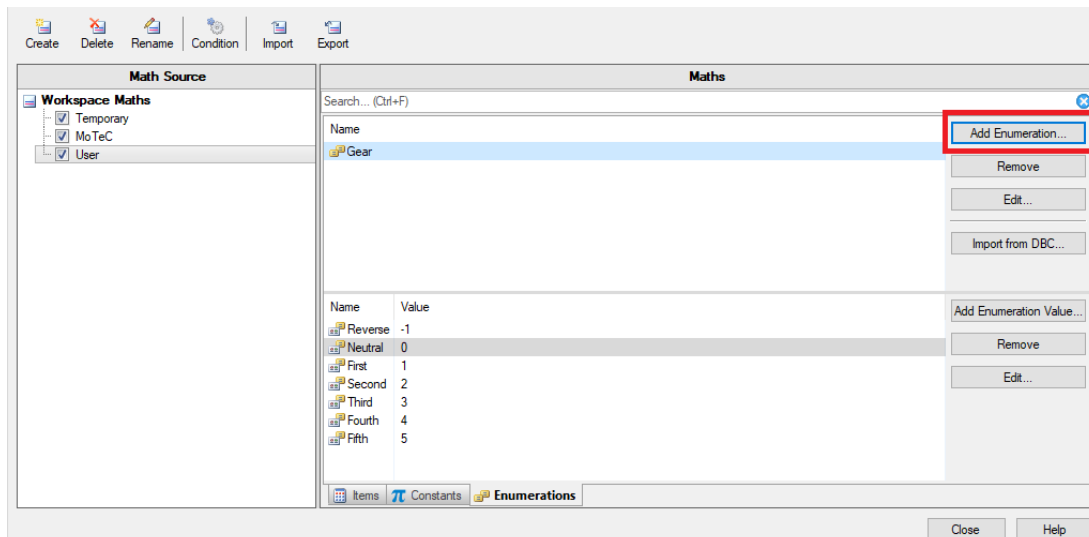 Create Delete Rename Condition Import Export
Math Source
Workspace Maths
Temporary
MoTeC
User
Maths
Search... (Ctrl+F)
Name
Gear
Add Enumeration...
Remove
Edit...
Import from DBC...
Name Value
Reverse -1
Neutral 0
First 1
Second 2
Third 3
Fourth 4
Fifth 5
Add Enumeration Value...
Remove
Edit...
Items π Constants Enumerations
Close Help